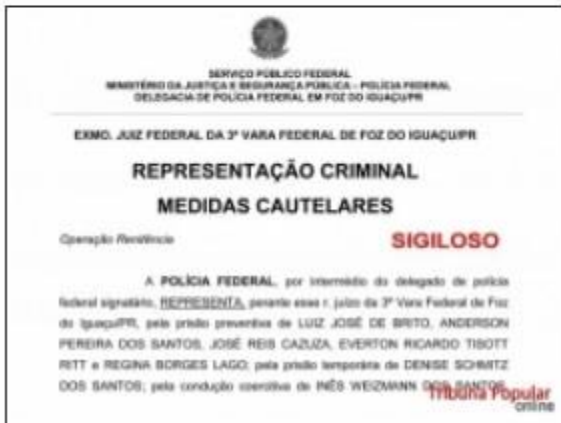 SERVIÇO PÚBLICO FEDERAL
MINISTÉRIO DA JUSTIÇA E SEGURANÇA PÚBLICA - POLÍCIA FEDERAL
DELEGACIA DE POLÍCIA FEDERAL EM FOZ DO IGUAÇU/PR
EXMO. JUIZ FEDERAL DA 3ª VARA FEDERAL DE FOZ DO IGUAÇU/PR
REPRESENTAÇÃO CRIMINAL
MEDIDAS CAUTELARES
Operação
SIGILOSO
A POLÍCIA FEDERAL, por intermédio do delegado de polícia
federal signatário, REPRESENTA, perante esse r. juízo da 3ª Vara Federal de Foz
do Iguaçu/PR, pela prisão preventiva de LUIZ JOSÉ DE BRITO, ANDERSON
PEREIRA DOS SANTOS, JOSÉ REIS CAZUZA, EVERTON RICARDO TISOTT
RITT e REGINA BORGES LAGO; pela prisão temporária de DENISE SCHMITZ
DOS SANTOS; pela condução coercitiva de INÊS WEIZMANN DOS SANTOS,
Tribuna Popular
online